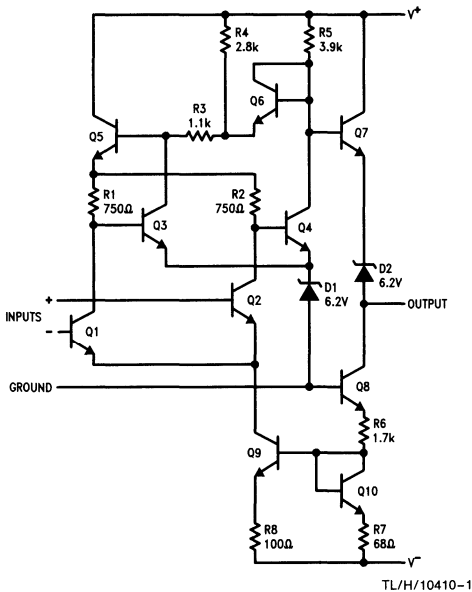 V+
R4
2.8k
R5
3.9k
Q6
R3
1.1k
Q5
Q7
R1
750Ω
R2
750Ω
Q3
Q4
D1
6.2V
D2
6.2V
+
Q2
OUTPUT
INPUTS
−
Q1
GROUND
Q8
R6
1.7k
Q9
Q10
R8
100Ω
R7
68Ω
V−
TL/H/10410-1